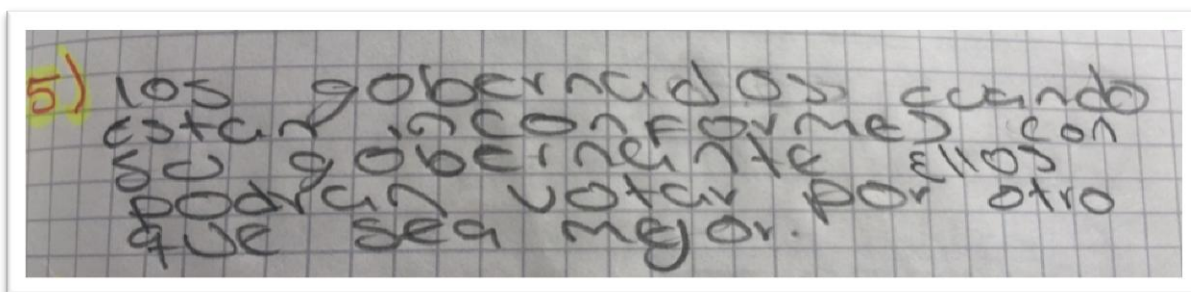 5) los gobernados cuando
estan inconformes con
su gobernante ellos
podran votar por otro
que sea mejor.